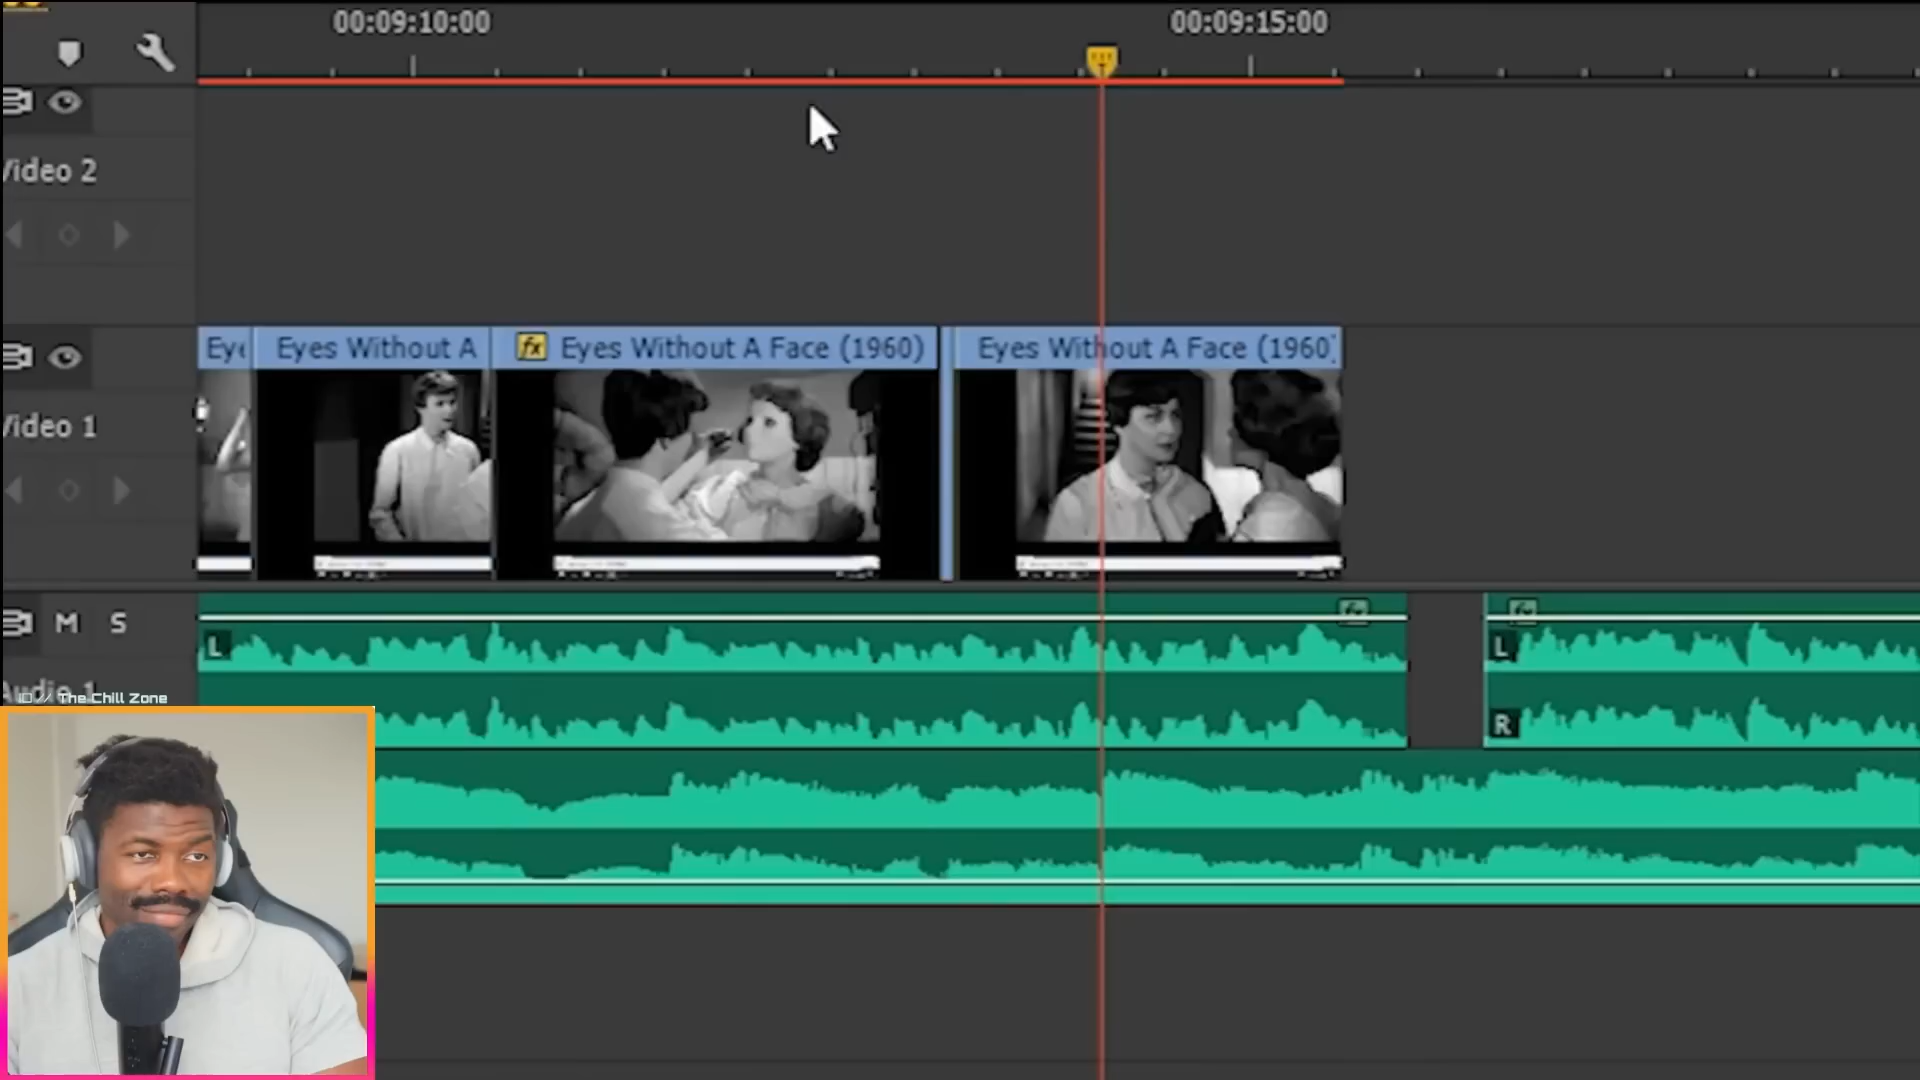 00:09:10:00 00:09:15:00
Video 2
Eye Eyes Without A fx Eyes Without A Face (1960) Eyes Without A Face (1960)
Video 1
M S
L L
Audio 1
// The Chill Zone
R